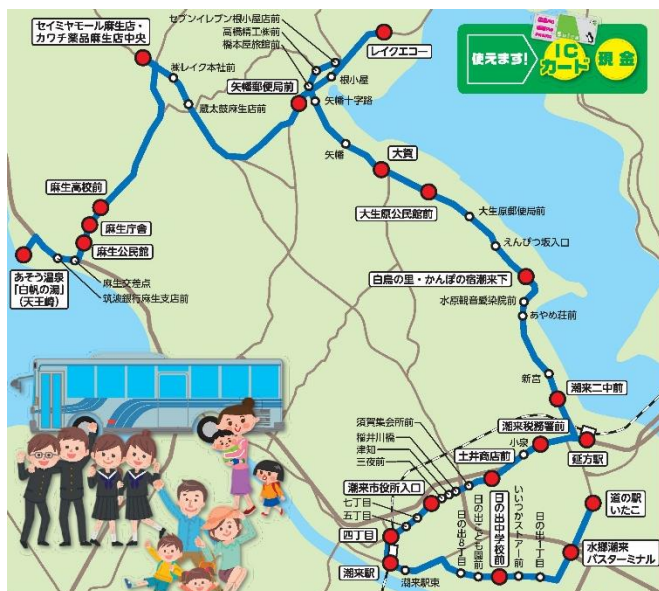 セイミヤモール麻生店・
カワチ薬品麻生店中央
セブンイレブン根小屋店前
高橋精工㈱前
橋本屋旅館前
レイクエコー
使えます!
ICカード
現金
㈱レイク本社前
矢幡郵便局前
根小屋
蔵太鼓麻生店前
矢幡十字路
矢幡
大賀
麻生高校前
大生原公民館前
麻生庁舎
大生原郵便局前
麻生公民館
えんぴつ坂入口
あそう温泉
「白帆の湯」
(天王崎)
麻生交差点
筑波銀行麻生支店前
白鳥の里・かんぽの宿潮来下
水原観音愛染院前
あやめ荘前
新宮
潮来二中前
須賀集会所前
稲井川橋
津知
三夜前
潮来税務署前
小泉
土井商店前
延方駅
潮来市役所入口
七丁目
五丁目
四丁目
潮来駅
潮来駅東
日の出8丁目
日の出こども園前
日の出中学校前
いいづかストアー前
日の出1丁目
道の駅
いたこ
水郷潮来
バスターミナル